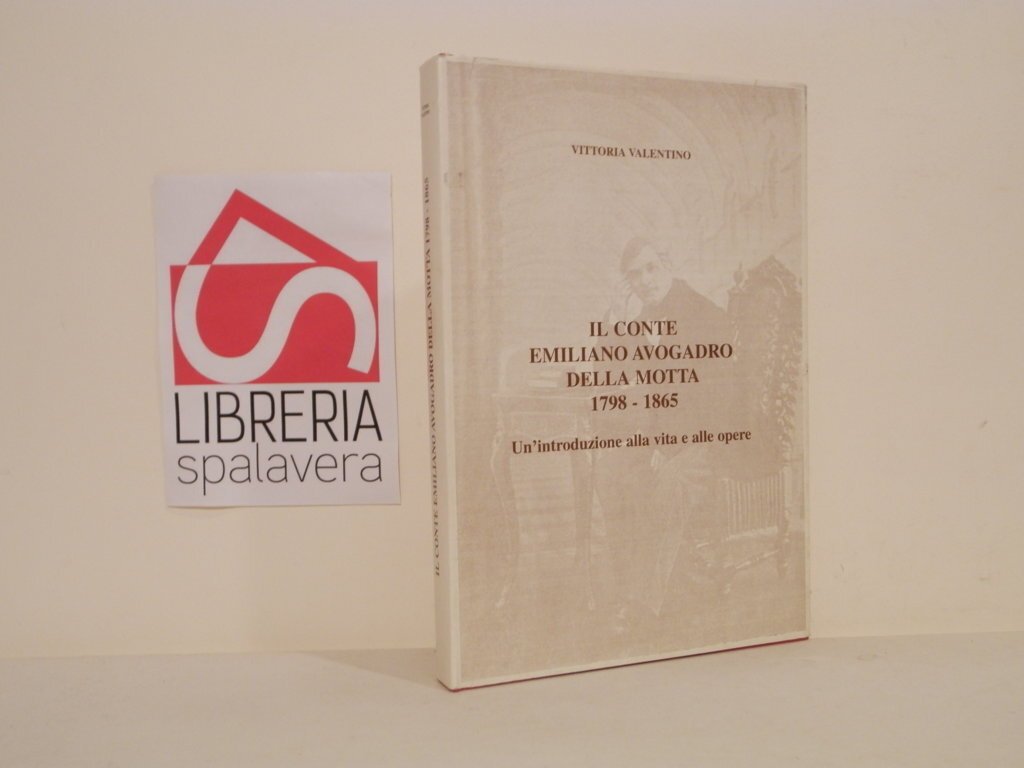 LIBRERIA
spalavera
IL CONTE EMILIANO AVOGADRO DELLA MOTTA 1798 - 1865
VITTORIA VALENTINO
IL CONTE
EMILIANO AVOGADRO
DELLA MOTTA
1798 - 1865
Un'introduzione alla vita e alle opere